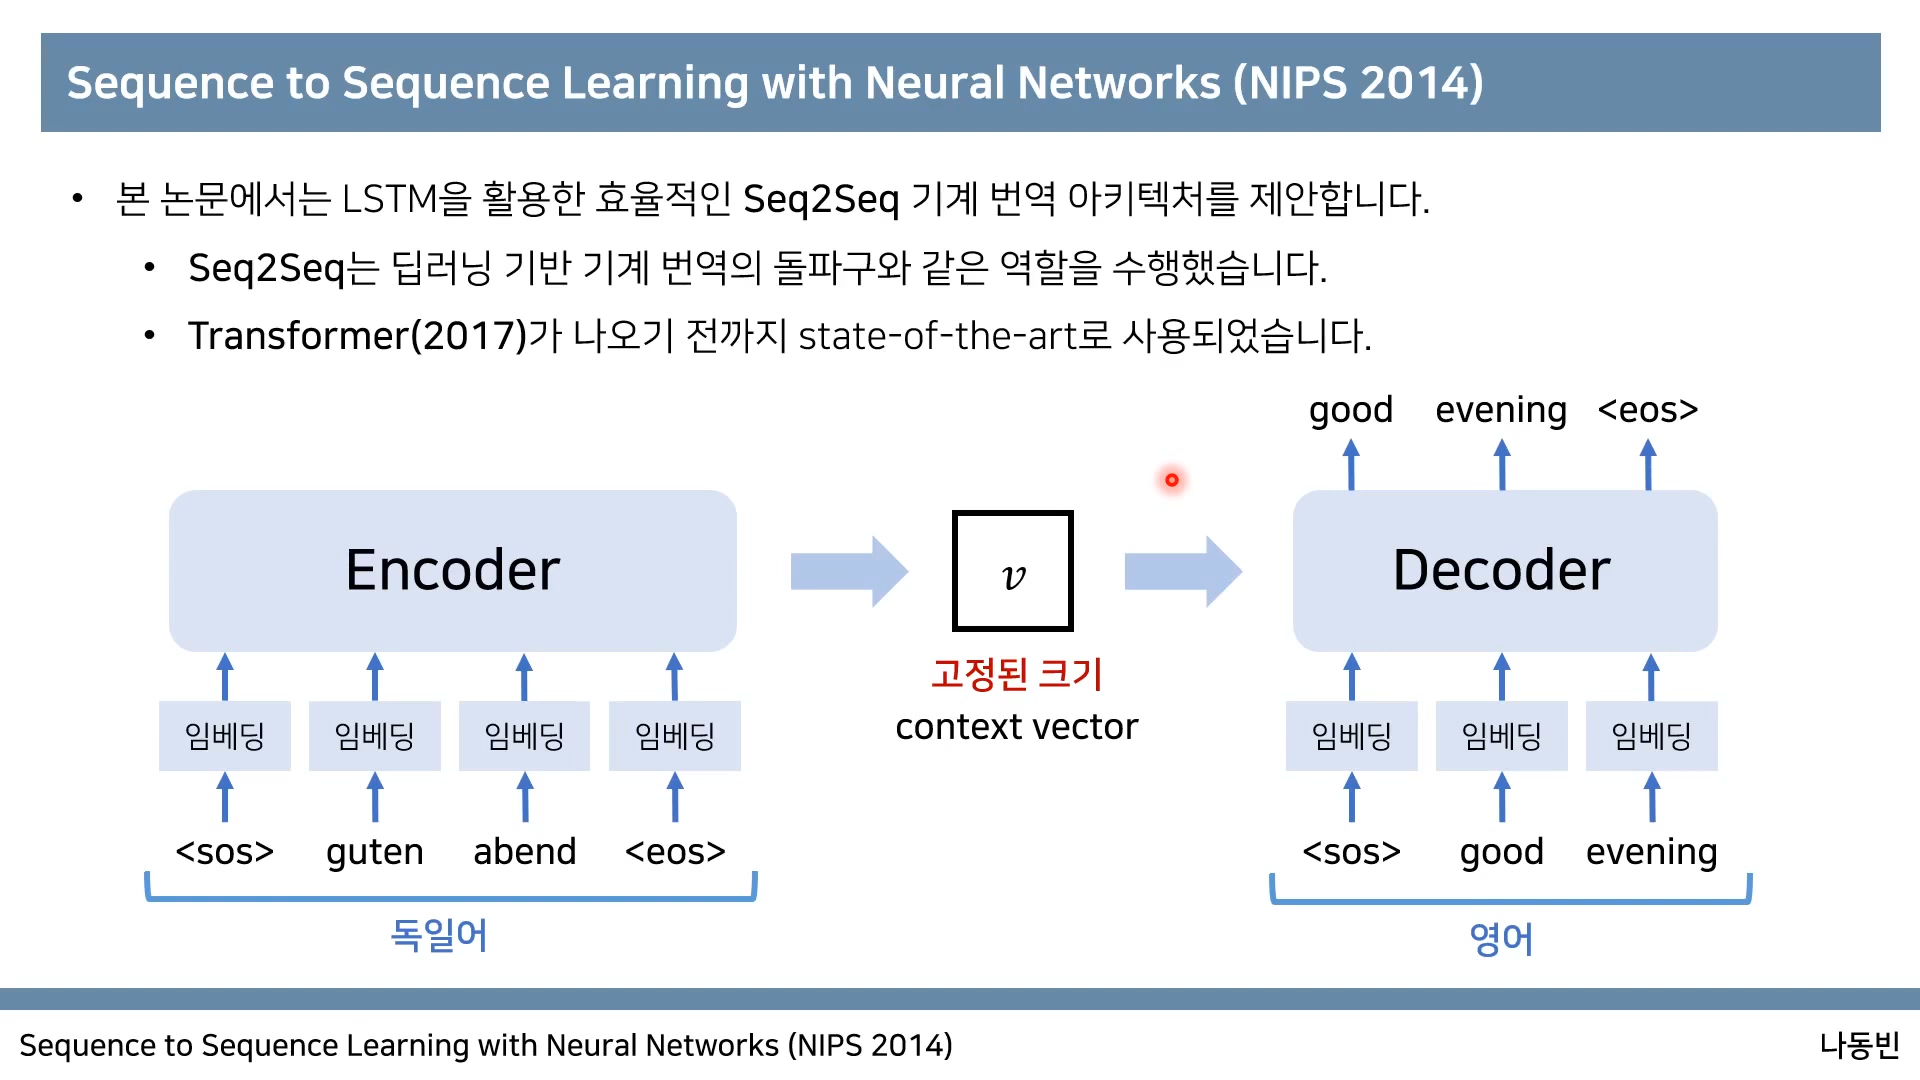 Sequence to Sequence Learning with Neural Networks (NIPS 2014)
• 본 논문에서는 LSTM을 활용한 효율적인 Seq2Seq 기계 번역 아키텍처를 제안합니다.
• Seq2Seq는 딥러닝 기반 기계 번역의 돌파구와 같은 역할을 수행했습니다.
• Transformer(2017)가 나오기 전까지 state-of-the-art로 사용되었습니다.
good evening <eos>
Encoder
v
Decoder
고정된 크기
context vector
임베딩 임베딩 임베딩 임베딩
임베딩 임베딩 임베딩
<sos> guten abend <eos>
<sos> good evening
독일어
영어
Sequence to Sequence Learning with Neural Networks (NIPS 2014)
나동빈